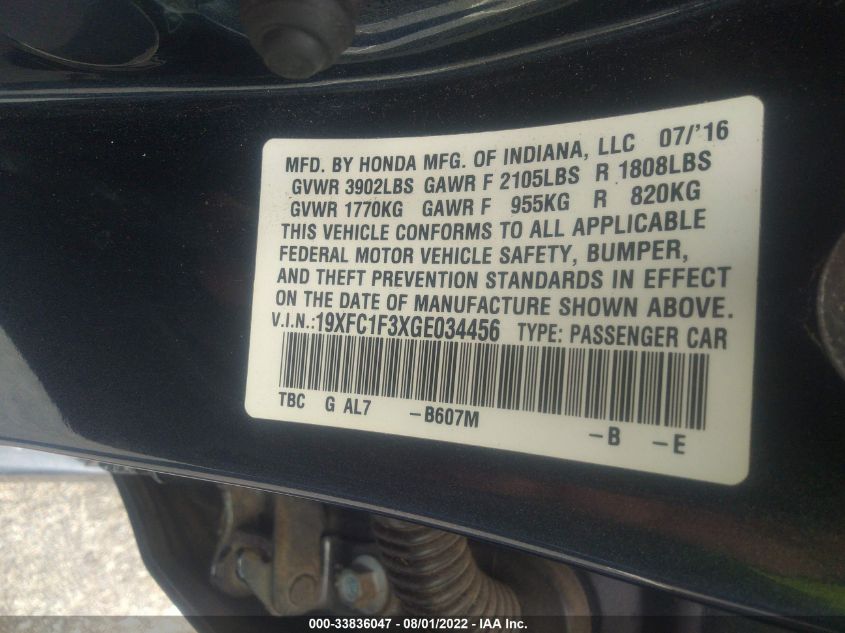 MFD. BY HONDA MFG. OF INDIANA, LLC 07/'16
GVWR 3902LBS GAWR F 2105LBS R 1808LBS
GVWR 1770KG GAWR F 955KG R 820KG
THIS VEHICLE CONFORMS TO ALL APPLICABLE
FEDERAL MOTOR VEHICLE SAFETY, BUMPER,
AND THEFT PREVENTION STANDARDS IN EFFECT
ON THE DATE OF MANUFACTURE SHOWN ABOVE.
V.I.N.:19XFC1F3XGE034456 TYPE: PASSENGER CAR
TBC G AL7 -B607M -B -E
000-33836047 - 08/01/2022 - IAA Inc.